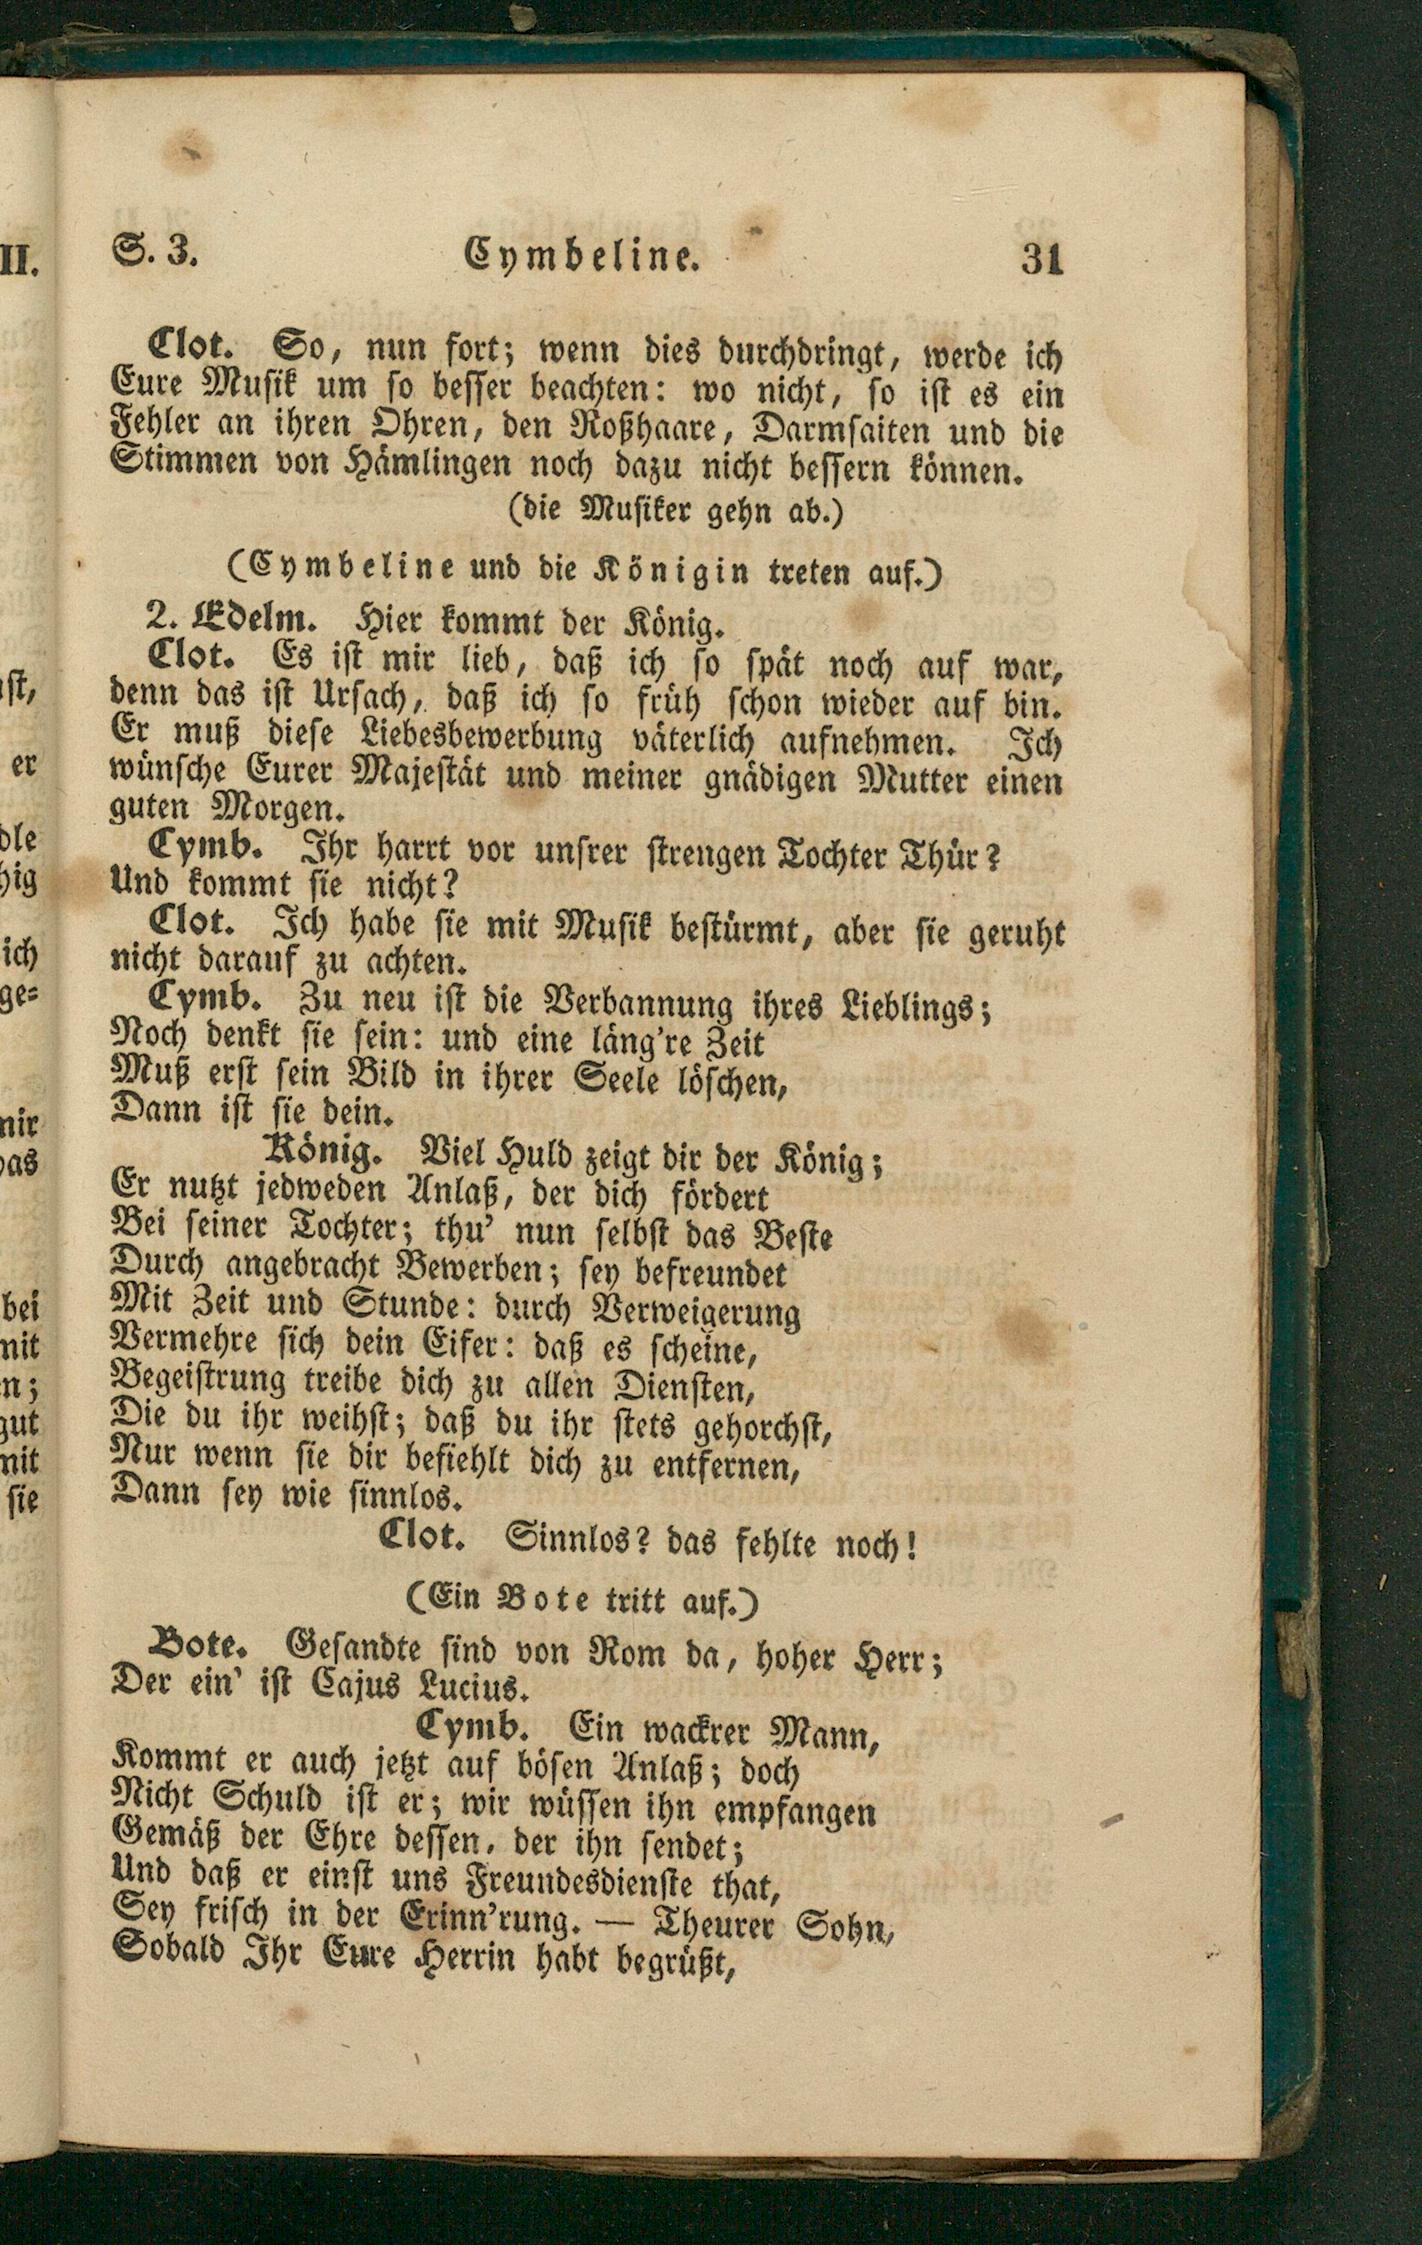 S. 3. Cymbeline. 31
Clot. So, nun fort; wenn dies durchdringt, werde ich
Eure Musik um so besser beachten: wo nicht, so ist es ein
Fehler an ihren Ohren, den Roßhaare, Darmsaiten und die
Stimmen von Hämlingen noch dazu nicht bessern können.
(die Musiker gehn ab.)
(Cymbeline und die Königin treten auf.)
2. Edelm. Hier kommt der König.
Clot. Es ist mir lieb, daß ich so spät noch auf war,
denn das ist Ursach, daß ich so früh schon wieder auf bin.
Er muß diese Liebesbewerbung väterlich aufnehmen. Ich
wünsche Eurer Majestät und meiner gnädigen Mutter einen
guten Morgen.
Cymb. Ihr harrt vor unsrer strengen Tochter Thür?
Und kommt sie nicht?
Clot. Ich habe sie mit Musik bestürmt, aber sie geruht
nicht darauf zu achten.
Cymb. Zu neu ist die Verbannung ihres Lieblings;
Noch denkt sie sein: und eine läng're Zeit
Muß erst sein Bild in ihrer Seele löschen,
Dann ist sie dein.
König. Viel Huld zeigt dir der König;
Er nutzt jedweden Anlaß, der dich fördert
Bei seiner Tochter; thu' nun selbst das Beste
Durch angebracht Bewerben; sey befreundet
Mit Zeit und Stunde: durch Verweigerung
Vermehre sich dein Eifer: daß es scheine,
Begeistrung treibe dich zu allen Diensten,
Die du ihr weihst; daß du ihr stets gehorchst,
Nur wenn sie dir befiehlt dich zu entfernen,
Dann sey wie sinnlos.
Clot. Sinnlos? das fehlte noch!
(Ein Bote tritt auf.)
Bote. Gesandte sind von Rom da, hoher Herr;
Der ein' ist Cajus Lucius.
Cymb. Ein wackrer Mann,
Kommt er auch jetzt auf bösen Anlaß; doch
Nicht Schuld ist er; wir wüssen ihn empfangen
Gemäß der Ehre dessen, der ihn sendet;
Und daß er einst uns Freundesdienste that,
Sey frisch in der Erinn'rung. — Theurer Sohn,
Sobald Ihr Eure Herrin habt begrüßt,